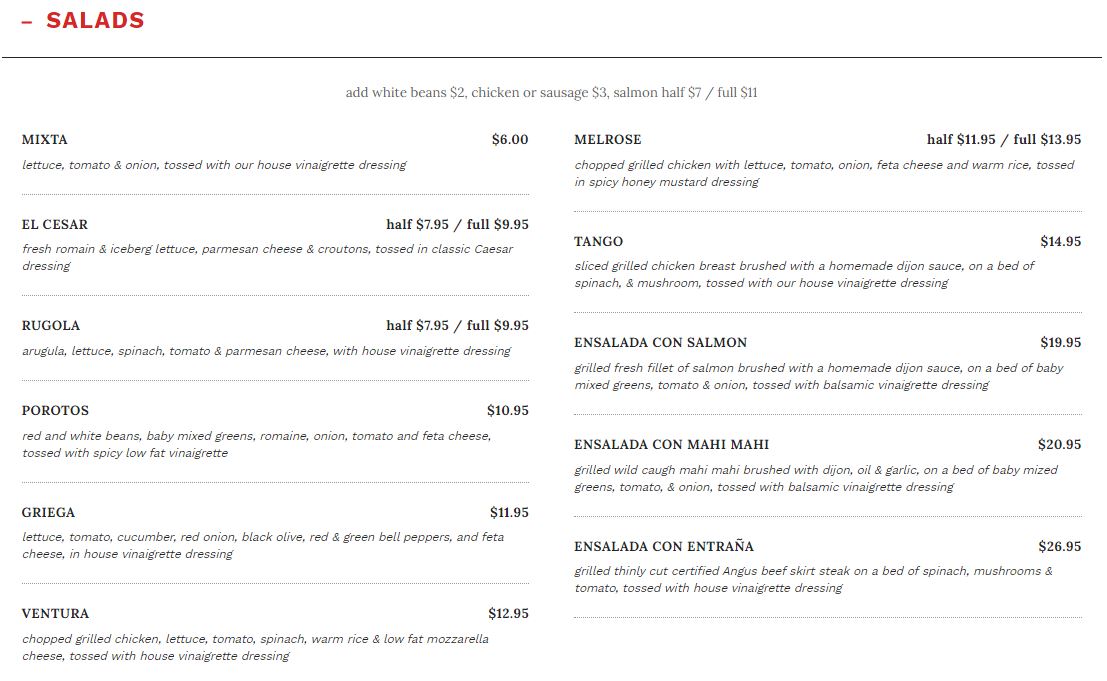 – SALADS
add white beans $2, chicken or sausage $3, salmon half $7 / full $11
MIXTA $6.00
lettuce, tomato & onion, tossed with our house vinaigrette dressing
EL CESAR half $7.95 / full $9.95
fresh romain & iceberg lettuce, parmesan cheese & croutons, tossed in classic Caesar
dressing
RUGOLA half $7.95 / full $9.95
arugula, lettuce, spinach, tomato & parmesan cheese, with house vinaigrette dressing
POROTOS $10.95
red and white beans, baby mixed greens, romaine, onion, tomato and feta cheese,
tossed with spicy low fat vinaigrette
GRIEGA $11.95
lettuce, tomato, cucumber, red onion, black olive, red & green bell peppers, and feta
cheese, in house vinaigrette dressing
VENTURA $12.95
chopped grilled chicken, lettuce, tomato, spinach, warm rice & low fat mozzarella
cheese, tossed with house vinaigrette dressing
MELROSE half $11.95 / full $13.95
chopped grilled chicken with lettuce, tomato, onion, feta cheese and warm rice, tossed
in spicy honey mustard dressing
TANGO $14.95
sliced grilled chicken breast brushed with a homemade dijon sauce, on a bed of
spinach, & mushroom, tossed with our house vinaigrette dressing
ENSALADA CON SALMON $19.95
grilled fresh fillet of salmon brushed with a homemade dijon sauce, on a bed of baby
mixed greens, tomato & onion, tossed with balsamic vinaigrette dressing
ENSALADA CON MAHI MAHI $20.95
grilled wild caugh mahi mahi brushed with dijon, oil & garlic, on a bed of baby mized
greens, tomato, & onion, tossed with balsamic vinaigrette dressing
ENSALADA CON ENTRAÑA $26.95
grilled thinly cut certified Angus beef skirt steak on a bed of spinach, mushrooms &
tomato, tossed with house vinaigrette dressing